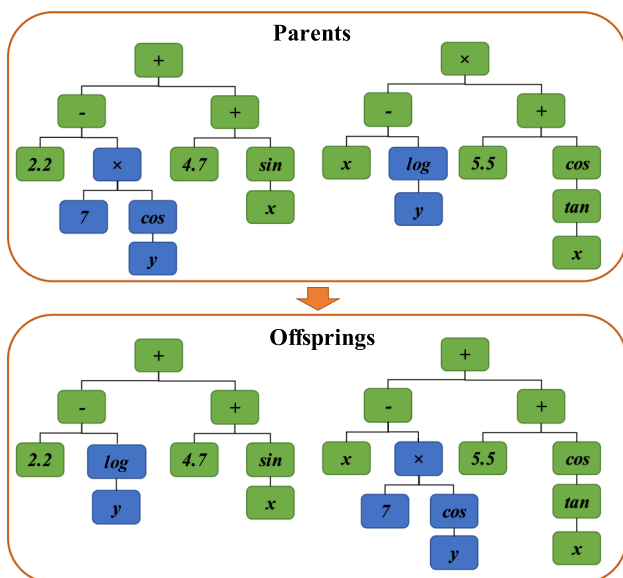 Parents
+ ×
- + - +
2.2 × 4.7 sin x log 5.5 cos
7 cos x y tan
y x
Offsprings
+ +
- + - +
2.2 log 4.7 sin x × 5.5 cos
y x 7 cos tan
y x